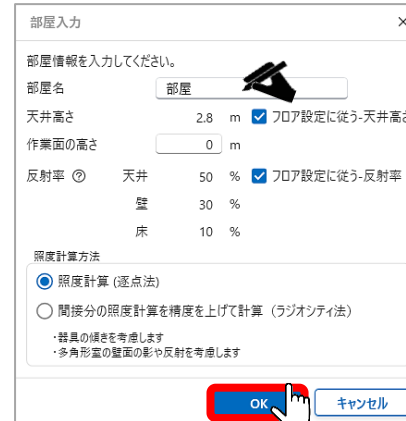 部屋入力
部屋情報を入力してください。
部屋名 部屋
天井高さ 2.8 m フロア設定に従う-天井高さ
作業面の高さ 0 m
反射率 ? 天井 50 % フロア設定に従う-反射率
壁 30 %
床 10 %
照度計算方法
照度計算 (逐点法)
間接分の照度計算を精度を上げて計算 (ラジオシティ法)
・器具の傾きを考慮します
・多角形室の壁面の影や反射を考慮します
OK キャンセル